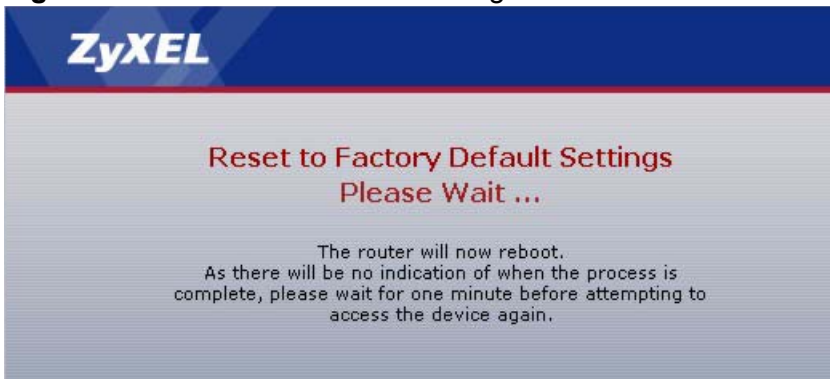 ZyXEL
Reset to Factory Default Settings
Please Wait ...
The router will now reboot.
As there will be no indication of when the process is
complete, please wait for one minute before attempting to
access the device again.